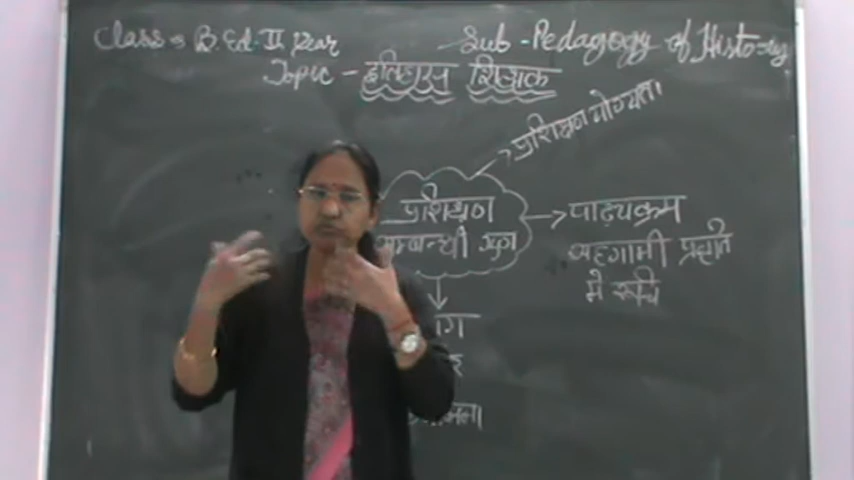 Class → B.Ed. II Year
Sub - Pedagogy of History
Topic - इतिहास शिक्षक
प्रशिक्षण योग्यता
प्रशिक्षण
सम्बन्धी गुण
पाठ्यक्रम
सहगामी प्रवृति
मे रूचि